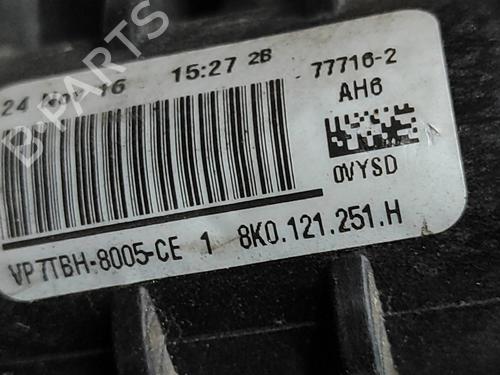 B PARTS
24 Nov 16 15:27 2B 77716-2
AH6
0VYSD
VP7TBH-8005-CE 1 8K0.121.251.H